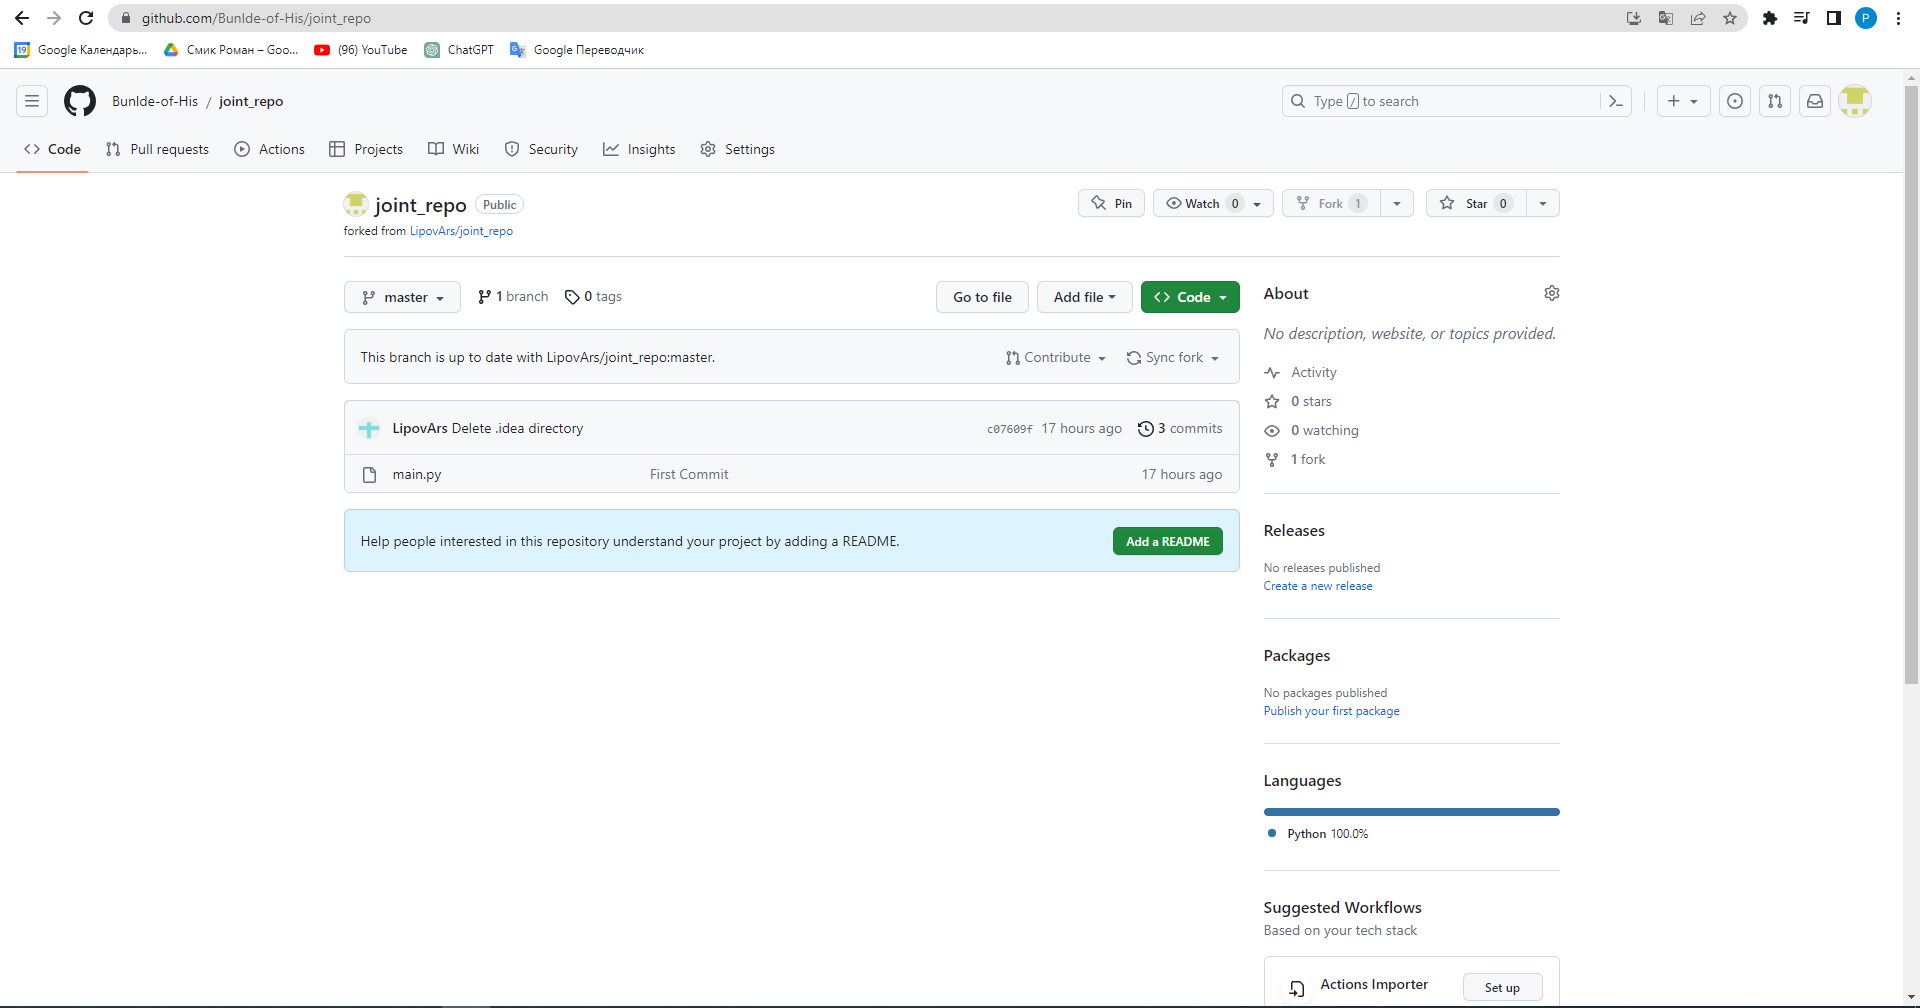 github.com/BunIde-of-His/joint_repo
P
19 Google Календарь...
Смик Роман – Goo...
(96) YouTube
ChatGPT
Google Переводчик
BunIde-of-His / joint_repo
Type / to search
Code
Pull requests
Actions
Projects
Wiki
Security
Insights
Settings
joint_repo Public
Pin
Watch 0
Fork 1
Star 0
forked from LipovArs/joint_repo
master
1 branch
0 tags
Go to file
Add file
Code
This branch is up to date with LipovArs/joint_repo:master.
Contribute
Sync fork
LipovArs Delete .idea directory
c07609f 17 hours ago
3 commits
main.py
First Commit
17 hours ago
Help people interested in this repository understand your project by adding a README.
Add a README
About
No description, website, or topics provided.
Activity
0 stars
0 watching
1 fork
Releases
No releases published
Create a new release
Packages
No packages published
Publish your first package
Languages
Python 100.0%
Suggested Workflows
Based on your tech stack
Actions Importer
Set up